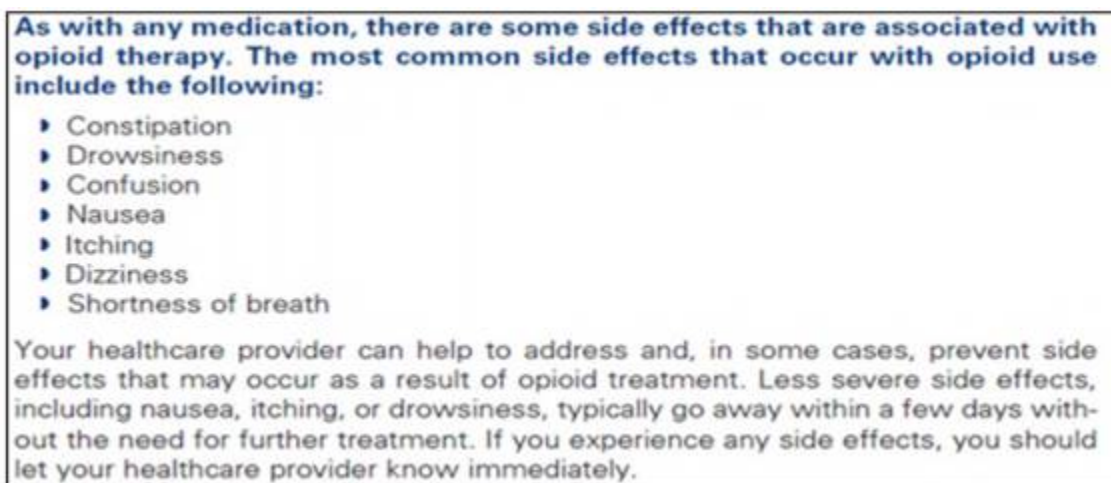 As with any medication, there are some side effects that are associated with
opioid therapy. The most common side effects that occur with opioid use
include the following:
Constipation
Drowsiness
Confusion
Nausea
Itching
Dizziness
Shortness of breath
Your healthcare provider can help to address and, in some cases, prevent side
effects that may occur as a result of opioid treatment. Less severe side effects,
including nausea, itching, or drowsiness, typically go away within a few days with-
out the need for further treatment. If you experience any side effects, you should
let your healthcare provider know immediately.